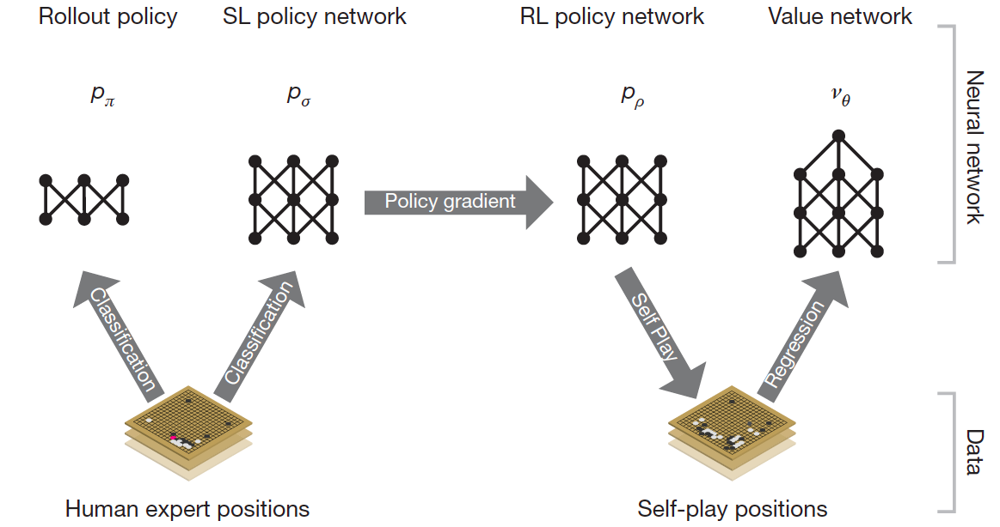 Rollout policy
SL policy network
RL policy network
Value network
pπ
pσ
pρ
νθ
Policy gradient
Classification
Classification
Self Play
Regression
Human expert positions
Self-play positions
Neural network
Data